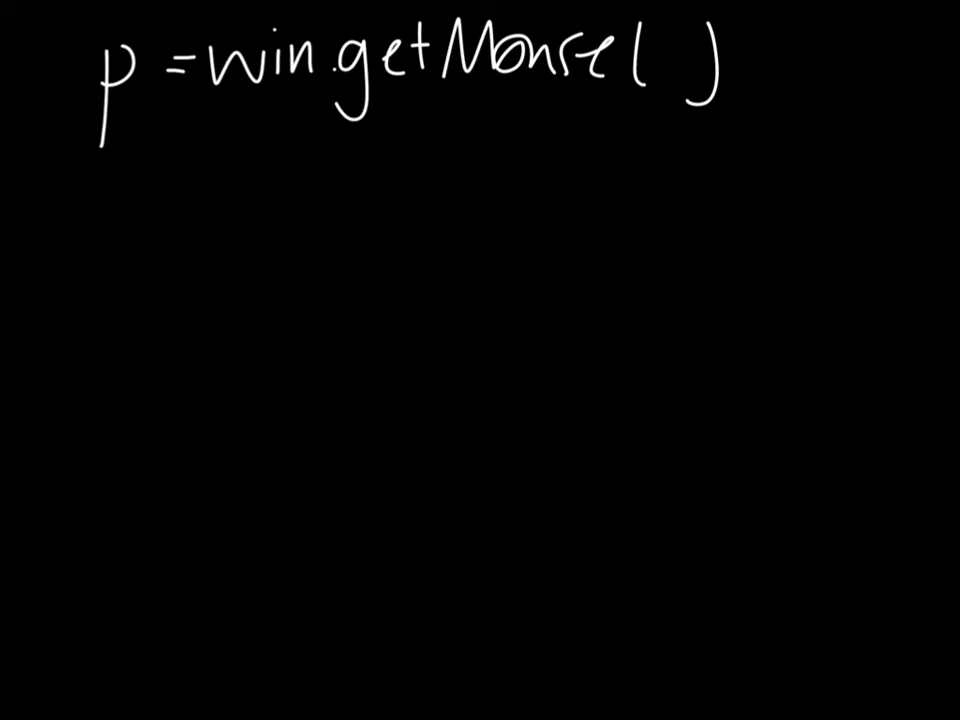 p = win.getMouse( )